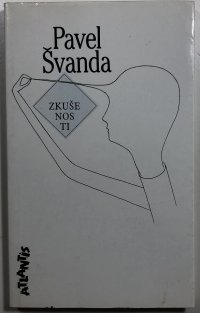 Pavel
Švanda
ZKUŠE
NOS
TI
ATLANTIS